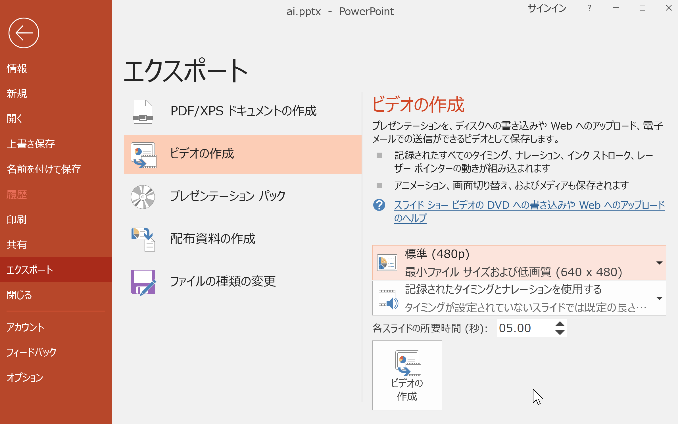 ai.pptx - PowerPoint
サインイン ?
情報
新規
開く
上書き保存
名前を付けて保存
履歴
印刷
共有
エクスポート
閉じる
アカウント
フィードバック
オプション
エクスポート
PDF/XPS ドキュメントの作成
ビデオの作成
プレゼンテーション パック
配布資料の作成
ファイルの種類の変更
ビデオの作成
プレゼンテーションを、ディスクへの書き込みや Web へのアップロード、電子
メールでの送信ができるビデオとして保存します。
記録されたすべてのタイミング、ナレーション、インク ストローク、レー
ザー ポインターの動きが組み込まれます
アニメーション、画面切り替え、およびメディアも保存されます
スライド ショー ビデオの DVD への書き込みや Web へのアップロード
のヘルプ
標準 (480p)
最小ファイル サイズおよび低画質 (640 x 480)
記録されたタイミングとナレーションを使用する
タイミングが設定されていないスライドでは既定の長さ…
各スライドの所要時間 (秒): 05.00
ビデオの
作成